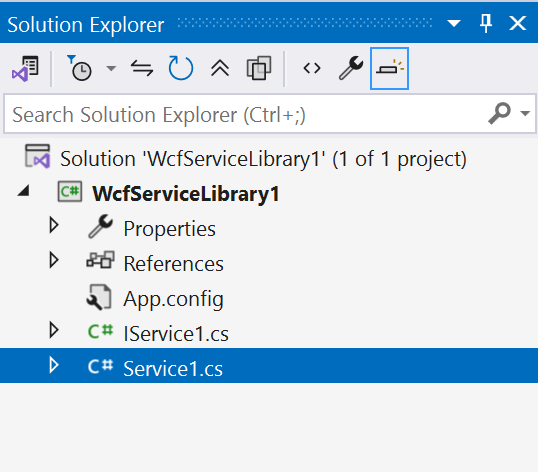 Solution Explorer
Search Solution Explorer (Ctrl+;)
Solution 'WcfServiceLibrary1' (1 of 1 project)
C# WcfServiceLibrary1
Properties
References
App.config
C# IService1.cs
C# Service1.cs